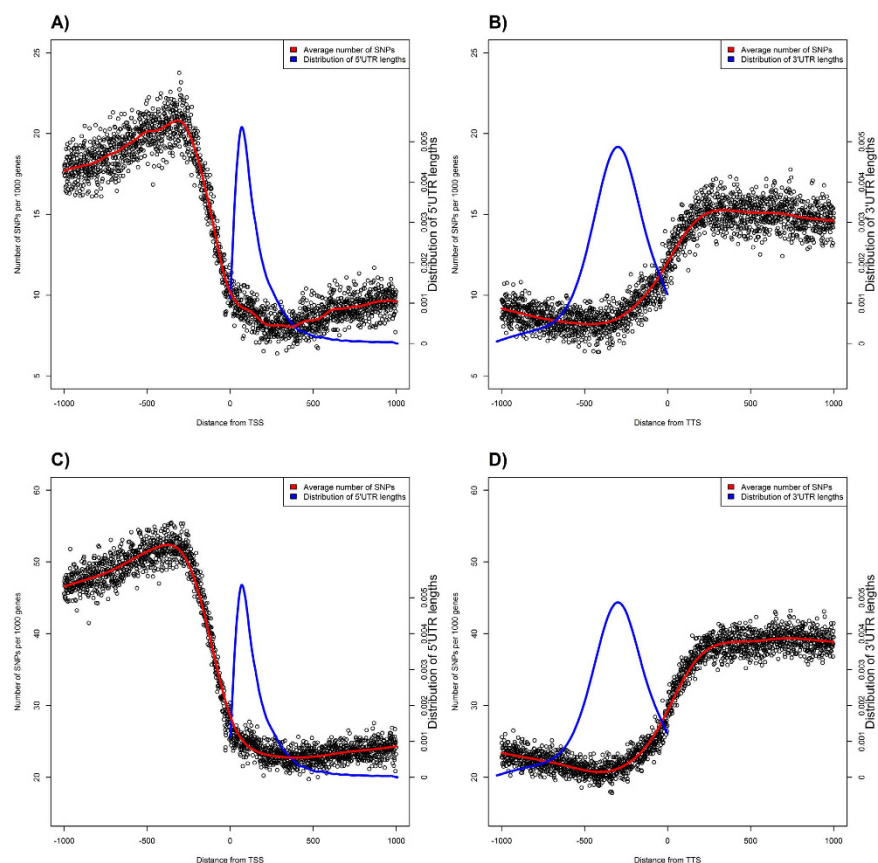 A)
Average number of SNPs
Distribution of 5'UTR lengths
Number of SNPs per 1000 genes
25
20
15
10
5
Distribution of 5'UTR lengths
0.005
0.004
0.003
0.002
0.001
0
-1000
-500
0
500
1000
Distance from TSS
B)
Average number of SNPs
Distribution of 3'UTR lengths
Number of SNPs per 1000 genes
25
20
15
10
5
Distribution of 3'UTR lengths
0.005
0.004
0.003
0.002
0.001
0
-1000
-500
0
500
1000
Distance from TTS
C)
Average number of SNPs
Distribution of 5'UTR lengths
Number of SNPs per 1000 genes
60
50
40
30
20
Distribution of 5'UTR lengths
0.005
0.004
0.003
0.002
0.001
0
-1000
-500
0
500
1000
Distance from TSS
D)
Average number of SNPs
Distribution of 3'UTR lengths
Number of SNPs per 1000 genes
60
50
40
30
20
Distribution of 3'UTR lengths
0.005
0.004
0.003
0.002
0.001
0
-1000
-500
0
500
1000
Distance from TTS